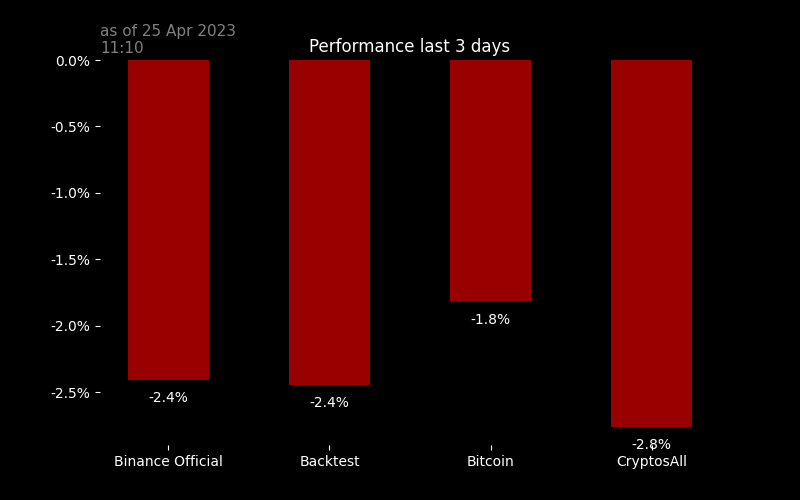 as of 25 Apr 2023
11:10
Performance last 3 days
0.0%
-0.5%
-1.0%
-1.5%
-2.0%
-2.5%
-2.4%
-2.4%
-1.8%
-2.8%
Binance Official
Backtest
Bitcoin
CryptosAll